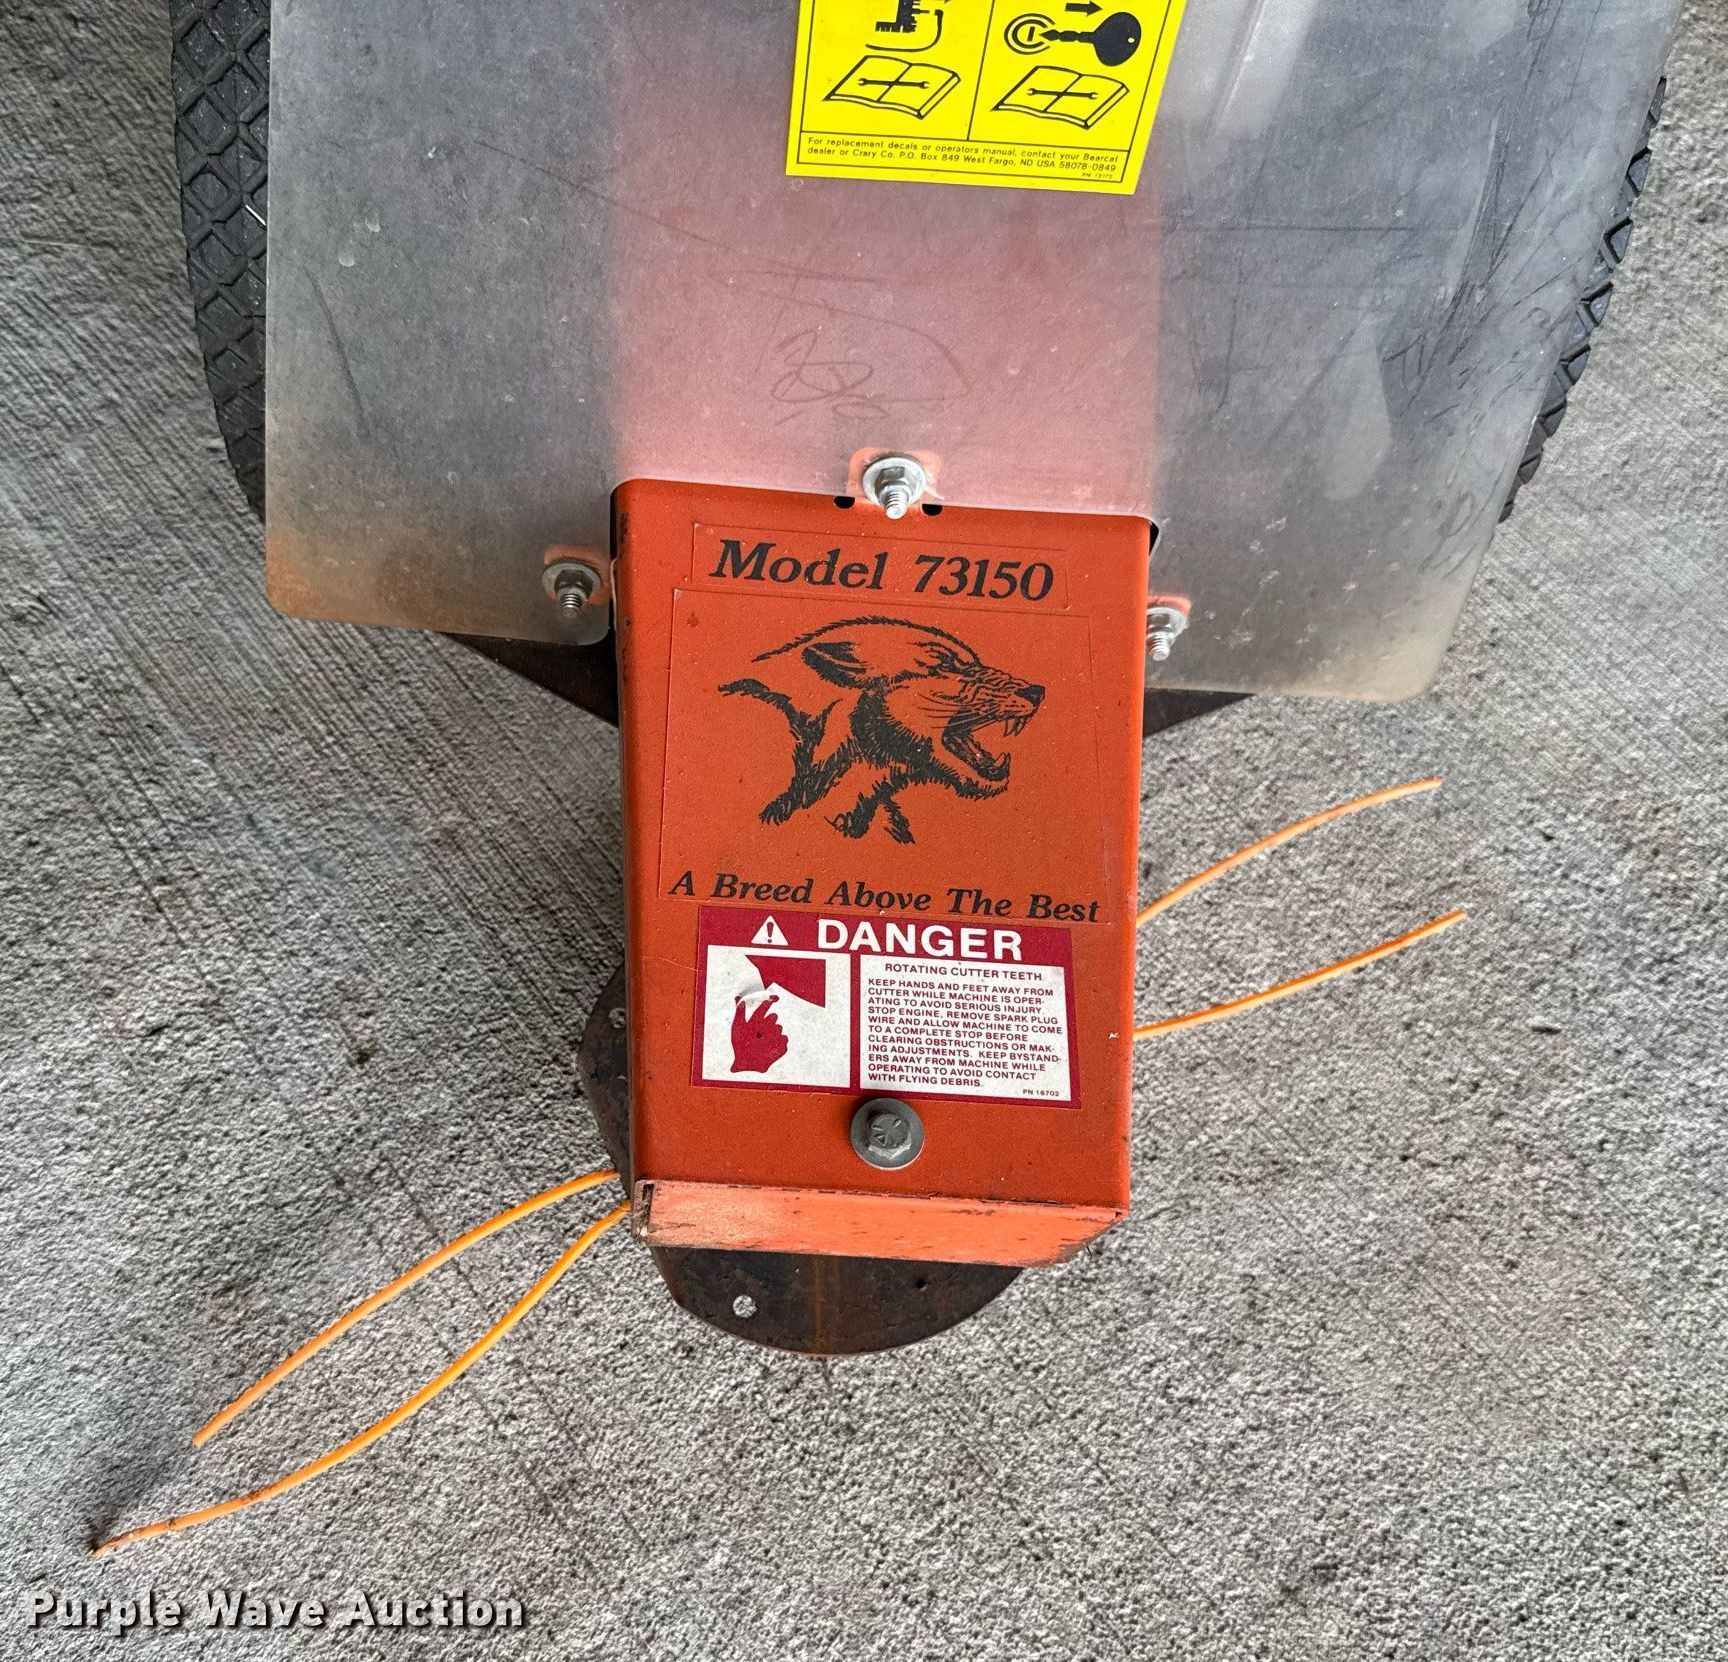 For replacement decals or operators manual, contact your Bearcat
dealer or Crary Co. P.O. Box 849 West Fargo, ND USA 58078-0849
Model 73150
A Breed Above The Best
DANGER
ROTATING CUTTER TEETH
KEEP HANDS AND FEET AWAY FROM
CUTTER WHILE MACHINE IS OPER-
ATING TO AVOID SERIOUS INJURY.
STOP ENGINE, REMOVE SPARK PLUG
WIRE AND ALLOW MACHINE TO COME
TO A COMPLETE STOP BEFORE
CLEARING OBSTRUCTIONS OR MAK-
ING ADJUSTMENTS. KEEP BYSTAND-
ERS AWAY FROM MACHINE WHILE
OPERATING TO AVOID CONTACT
WITH FLYING DEBRIS.
PN 16702
Purple Wave Auction